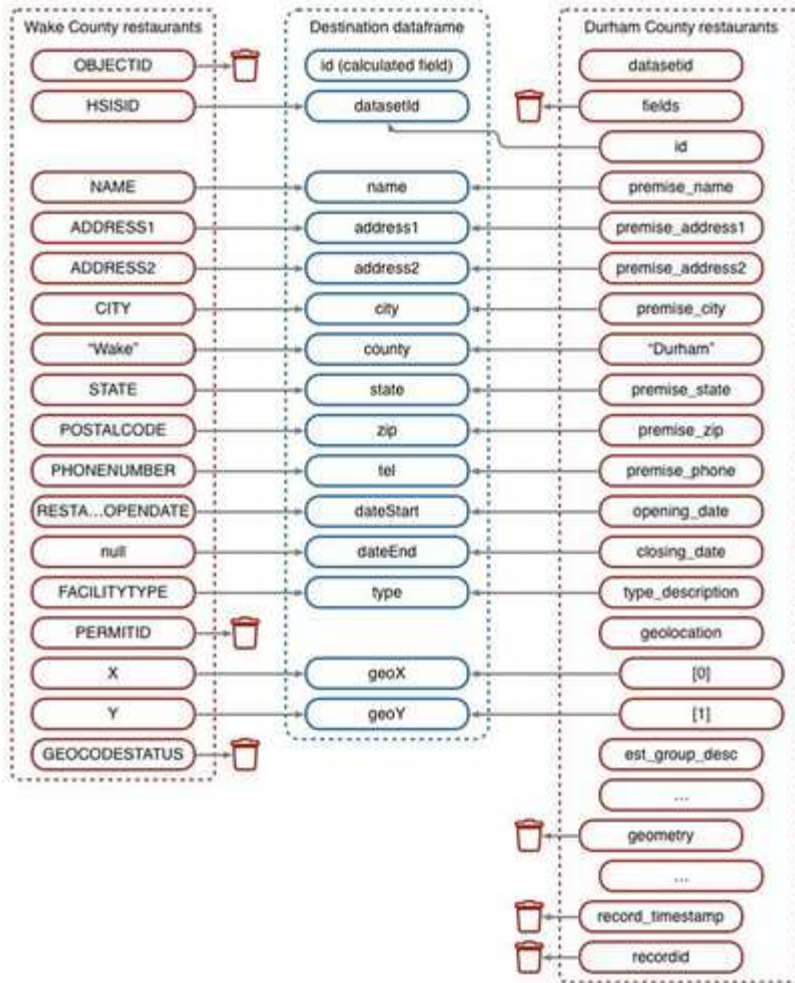 Wake County restaurants
OBJECTID
HSISID
NAME
ADDRESS1
ADDRESS2
CITY
“Wake”
STATE
POSTALCODE
PHONENUMBER
RESTA...OPENDATE
null
FACILITYTYPE
PERMITID
X
Y
GEOCODESTATUS
Destination dataframe
id (calculated field)
datasetId
name
address1
address2
city
county
state
zip
tel
dateStart
dateEnd
type
geoX
geoY
Durham County restaurants
datasetid
fields
id
premise_name
premise_address1
premise_address2
premise_city
“Durham”
premise_state
premise_zip
premise_phone
opening_date
closing_date
type_description
geolocation
[0]
[1]
est_group_desc
...
geometry
...
record_timestamp
recordid